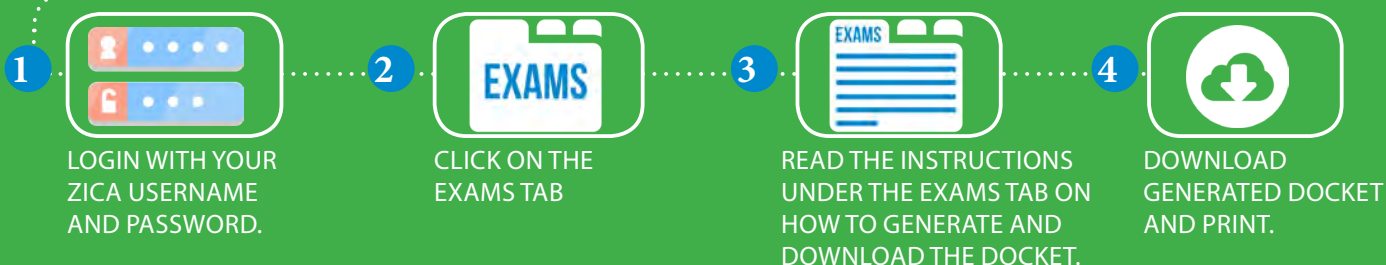 1
LOGIN WITH YOUR
ZICA USERNAME
AND PASSWORD.
2
EXAMS
CLICK ON THE
EXAMS TAB
3
EXAMS
READ THE INSTRUCTIONS
UNDER THE EXAMS TAB ON
HOW TO GENERATE AND
DOWNLOAD THE DOCKET.
4
DOWNLOAD
GENERATED DOCKET
AND PRINT.